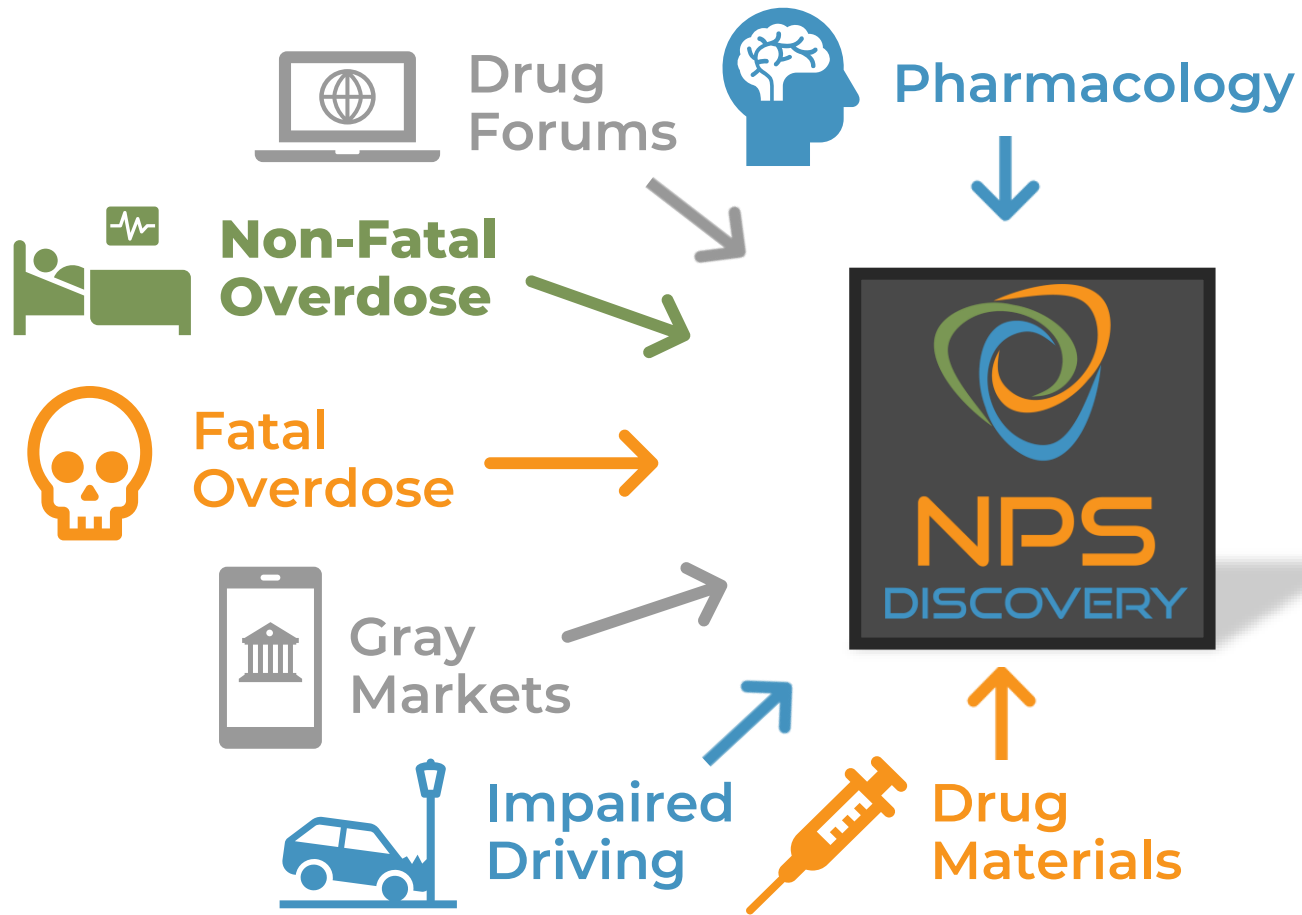 Drug
Forums
Pharmacology
Non-Fatal
Overdose
Fatal
Overdose
NPS
DISCOVERY
Gray
Markets
Impaired
Driving
Drug
Materials